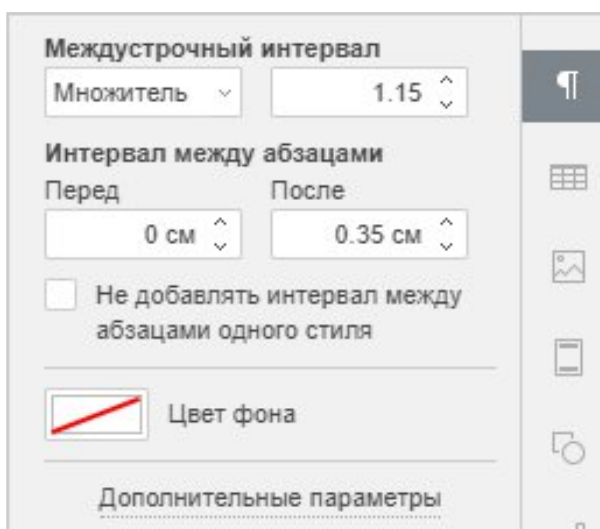 Междустрочный интервал
Множитель 1.15
Интервал между абзацами
Перед После
0 см 0.35 см
Не добавлять интервал между
абзацами одного стиля
Цвет фона
Дополнительные параметры